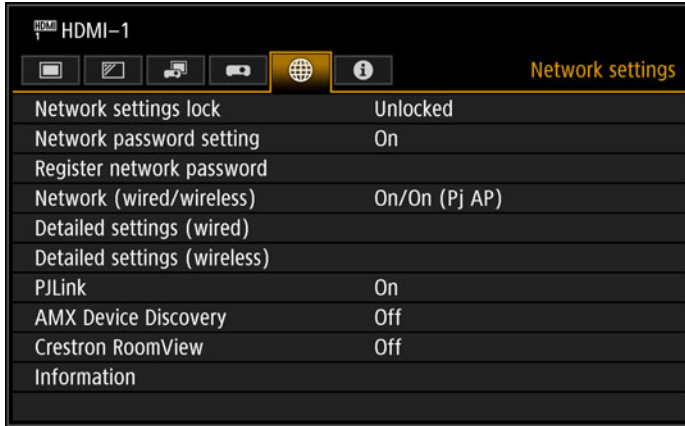 HDMI
1
HDMI-1
Network settings
Network settings lock Unlocked
Network password setting On
Register network password
Network (wired/wireless) On/On (Pj AP)
Detailed settings (wired)
Detailed settings (wireless)
PJLink On
AMX Device Discovery Off
Crestron RoomView Off
Information